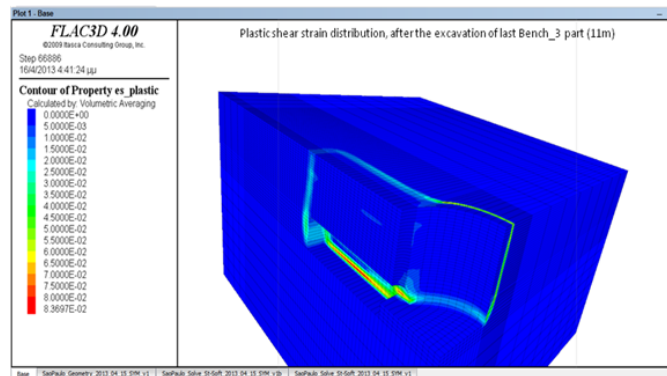 Plot 1 - Base
FLAC3D 4.00
©2009 Itasca Consulting Group, Inc.
Step 66886
16/4/2013 4:41:24 μμ
Contour of Property es_plastic
Calculated by: Volumetric Averaging
0.0000E+00
5.0000E-03
1.0000E-02
1.5000E-02
2.0000E-02
2.5000E-02
3.0000E-02
3.5000E-02
4.0000E-02
4.5000E-02
5.0000E-02
5.5000E-02
6.0000E-02
6.5000E-02
7.0000E-02
7.5000E-02
8.0000E-02
8.3697E-02
Plastic shear strain distribution, after the excavation of last Bench_3 part (11m)
Base SaoPaulo_Geometry_2013_04_15_SYM_v1 SaoPaulo_Solve_St-Soft_2013_04_15_SYM_v1b SaoPaulo_Solve_St-Soft_2013_04_15_SYM_v1